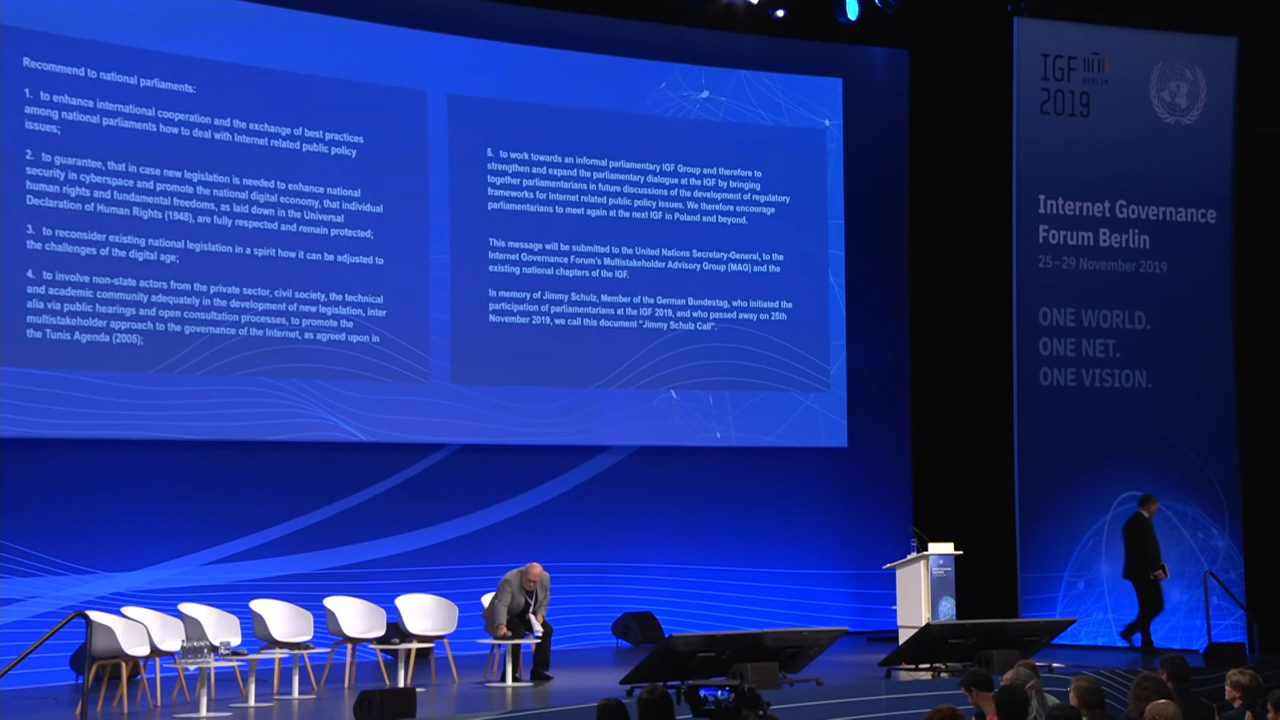 Recommend to national parliaments:
1. to enhance international cooperation and the exchange of best practices
among national parliaments how to deal with Internet related public policy
issues;
2. to guarantee, that in case new legislation is needed to enhance national
security in cyberspace and promote the national digital economy, that individual
human rights and fundamental freedoms, as laid down in the Universal
Declaration of Human Rights (1948), are fully respected and remain protected;
3. to reconsider existing national legislation in a spirit how it can be adjusted to
the challenges of the digital age;
4. to involve non-state actors from the private sector, civil society, the technical
and academic community adequately in the development of new legislation, inter
alia via public hearings and open consultation processes, to promote the
multistakeholder approach to the governance of the Internet, as agreed upon in
the Tunis Agenda (2005);
5. to work towards an informal parliamentary IGF Group and therefore to
strengthen and expand the parliamentary dialogue at the IGF by bringing
together parliamentarians in future discussions of the development of regulatory
frameworks for Internet related public policy issues. We therefore encourage
parliamentarians to meet again at the next IGF in Poland and beyond.
This message will be submitted to the United Nations Secretary-General, to the
Internet Governance Forum's Multistakeholder Advisory Group (MAG) and the
existing national chapters of the IGF.
In memory of Jimmy Schulz, Member of the German Bundestag, who initiated the
participation of parliamentarians at the IGF 2019, and who passed away on 25th
November 2019, we call this document "Jimmy Schulz Call".
IGF
BERLIN
2019
Internet Governance
Forum Berlin
25–29 November 2019
ONE WORLD.
ONE NET.
ONE VISION.